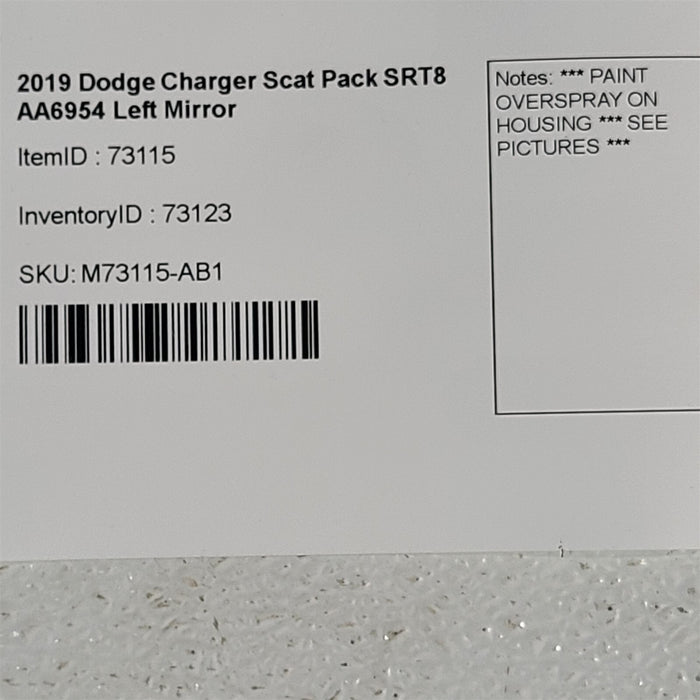 2019 Dodge Charger Scat Pack SRT8
AA6954 Left Mirror
ItemID : 73115
InventoryID : 73123
SKU: M73115-AB1
Notes: *** PAINT
OVERSPRAY ON
HOUSING *** SEE
PICTURES ***